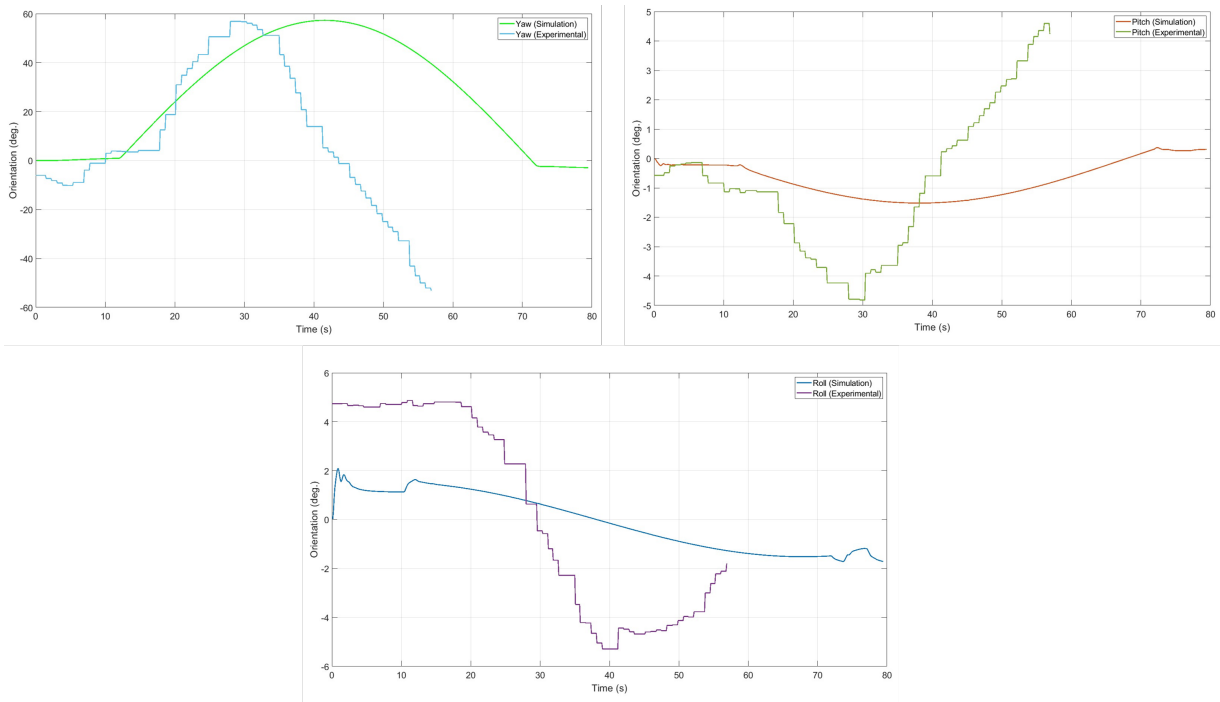 60
40
20
0
-20
-40
-60
0 10 20 30 40 50 60 70 80
Orientation (deg.)
Time (s)
Yaw (Simulation)
Yaw (Experimental)
5
4
3
2
1
0
-1
-2
-3
-4
-5
0 10 20 30 40 50 60 70 80
Orientation (deg.)
Time (s)
Pitch (Simulation)
Pitch (Experimental)
6
4
2
0
-2
-4
-6
0 10 20 30 40 50 60 70 80
Orientation (deg.)
Time (s)
Roll (Simulation)
Roll (Experimental)